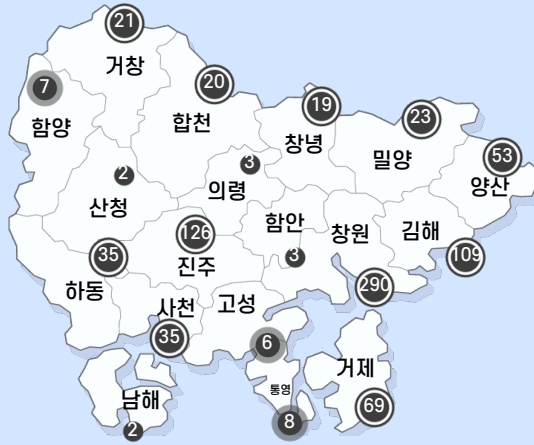 21
거창
7
20
함양
합천
19
창녕
23
밀양
53
양산
2
산청
3
의령
함안
창원
김해
126
진주
35
하동
3
290
109
사천
고성
35
6
거제
통영
남해
2
8
69